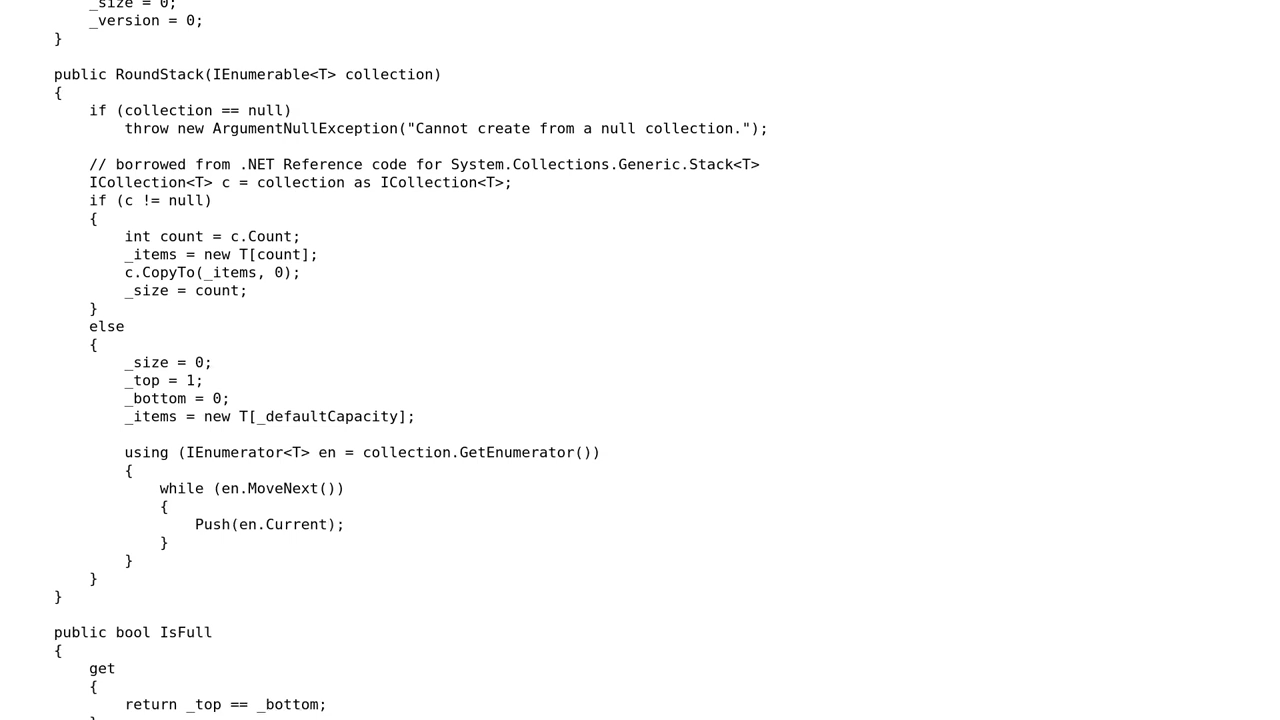 _size = 0;
        _version = 0;
    }

    public RoundStack(IEnumerable<T> collection)
    {
        if (collection == null)
            throw new ArgumentNullException("Cannot create from a null collection.");

        // borrowed from .NET Reference code for System.Collections.Generic.Stack<T>
        ICollection<T> c = collection as ICollection<T>;
        if (c != null)
        {
            int count = c.Count;
            _items = new T[count];
            c.CopyTo(_items, 0);
            _size = count;
        }
        else
        {
            _size = 0;
            _top = 1;
            _bottom = 0;
            _items = new T[_defaultCapacity];

            using (IEnumerator<T> en = collection.GetEnumerator())
            {
                while (en.MoveNext())
                {
                    Push(en.Current);
                }
            }
        }
    }

    public bool IsFull
    {
        get
        {
            return _top == _bottom;
        }